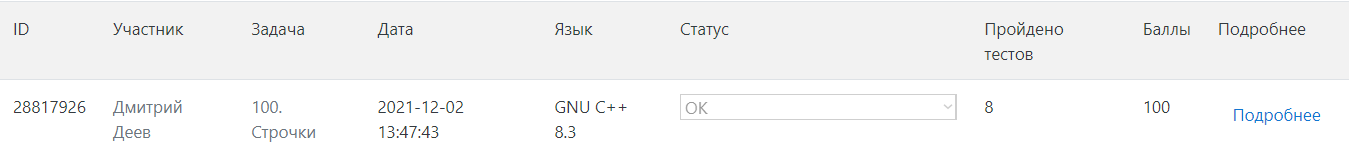 ID Участник Задача Дата Язык Статус Пройдено тестов Баллы Подробнее
28817926 Дмитрий Деев 100. Строчки 2021-12-02 13:47:43 GNU C++ 8.3 OK 8 100 Подробнее